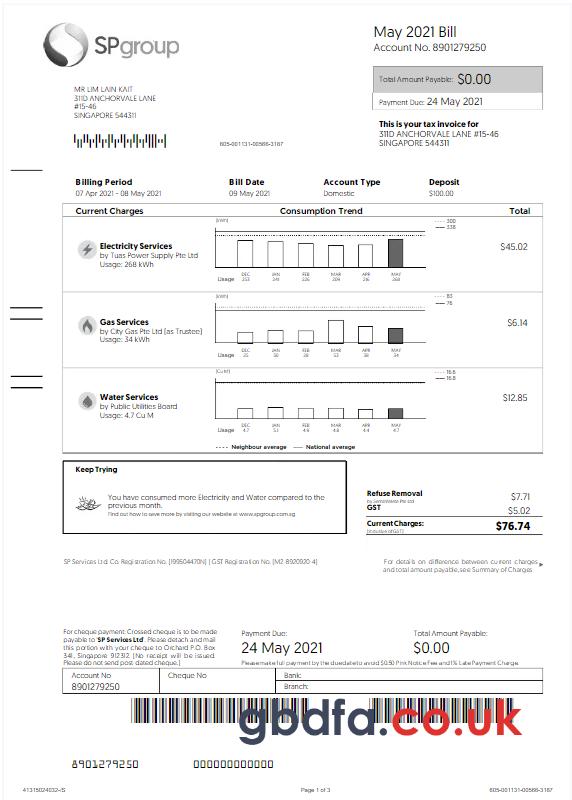 SPgroup
May 2021 Bill
Account No. 8901279250
Total Amount Payable: $0.00
Payment Due: 24 May 2021
MR LIM LAIN KAIT
311D ANCHORVALE LANE
#15-46
SINGAPORE 544311
This is your tax invoice for
311D ANCHORVALE LANE #15-46
SINGAPORE 544311
605-001131-00566-3187
Billing Period Bill Date Account Type Deposit
07 Apr 2021 - 08 May 2021 09 May 2021 Domestic $100.00
Current Charges Consumption Trend Total
(kWh)
300
338
Electricity Services
by Tuas Power Supply Pte Ltd
Usage: 268 kWh
$45.02
DEC JAN FEB MAR APR MAY
Usage 253 241 226 209 216 268
(kWh)
83
76
Gas Services
by City Gas Pte Ltd (as Trustee)
Usage: 34 kWh
$6.14
DEC JAN FEB MAR APR MAY
Usage 25 30 28 53 38 34
(Cu M)
16.6
16.8
Water Services
by Public Utilities Board
Usage: 4.7 Cu M
$12.85
DEC JAN FEB MAR APR MAY
Usage 4.7 5.1 4.9 4.8 4.4 4.7
Neighbour average National average
Keep Trying
You have consumed more Electricity and Water compared to the
previous month.
Find out how to save more by visiting our website at www.spgroup.com.sg
Refuse Removal $7.71
by SembWaste Pte Ltd
GST $5.02
Current Charges: $76.74
(Inclusive of GST)
SP Services Ltd. Co. Registration No. [199504470N] | GST Registration No. [M2-8920920-4]
For details on difference between current charges
and total amount payable, see Summary of Charges.
For cheque payment: Crossed cheque is to be made
payable to 'SP Services Ltd'. Please detach and mail
this portion with your cheque to Orchard P.O. Box
341, Singapore 912312. [No receipt will be issued.
Please do not send post dated cheque.]
Payment Due: Total Amount Payable:
24 May 2021 $0.00
Please make full payment by the due date to avoid $0.50 Pink Notice Fee and 1% Late Payment Charge.
Account No Cheque No Bank:
8901279250 Branch:
gbdfa.co.uk
8901279250 000000000000
41315024032-/S Page 1 of 3 605-001131-00566-3187